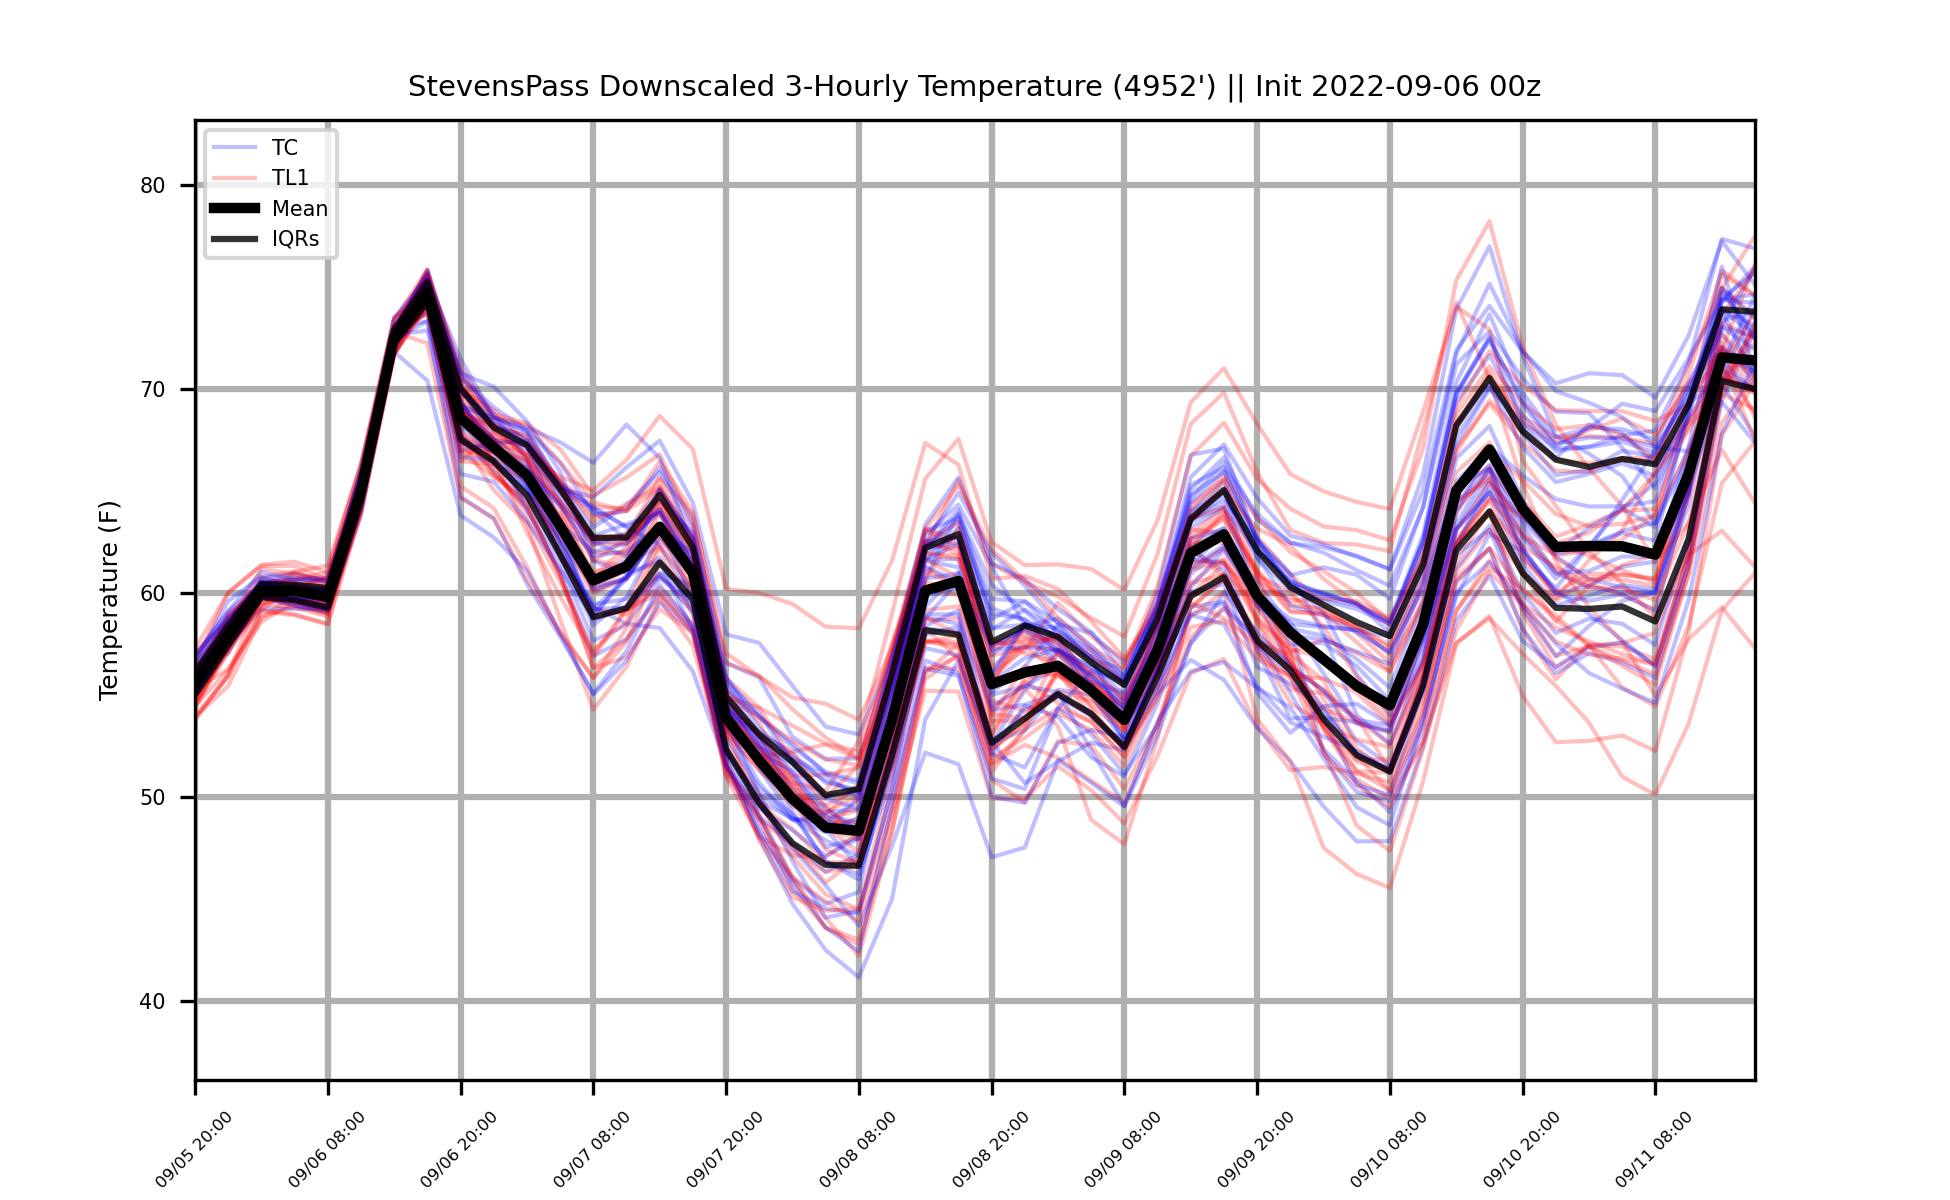 StevensPass Downscaled 3-Hourly Temperature (4952') || Init 2022-09-06 00z
TC
TL1
Mean
IQRs
Temperature (F)
80
70
60
50
40
09/05 20:00
09/06 08:00
09/06 20:00
09/07 08:00
09/07 20:00
09/08 08:00
09/08 20:00
09/09 08:00
09/09 20:00
09/10 08:00
09/10 20:00
09/11 08:00